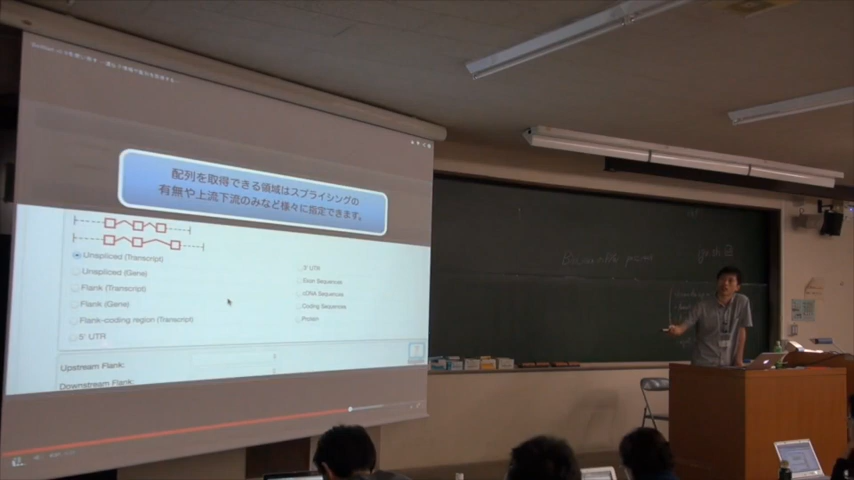 配列を取得できる領域はスプライシングの
有無や上流下流のみなど様々に指定できます。
Unspliced (Transcript)
Unspliced (Gene)
Flank (Transcript)
Flank (Gene)
Flank-coding region (Transcript)
5' UTR
3' UTR
Exon Sequences
cDNA Sequences
Coding Sequences
Protein
Upstream Flank:
Downstream Flank: